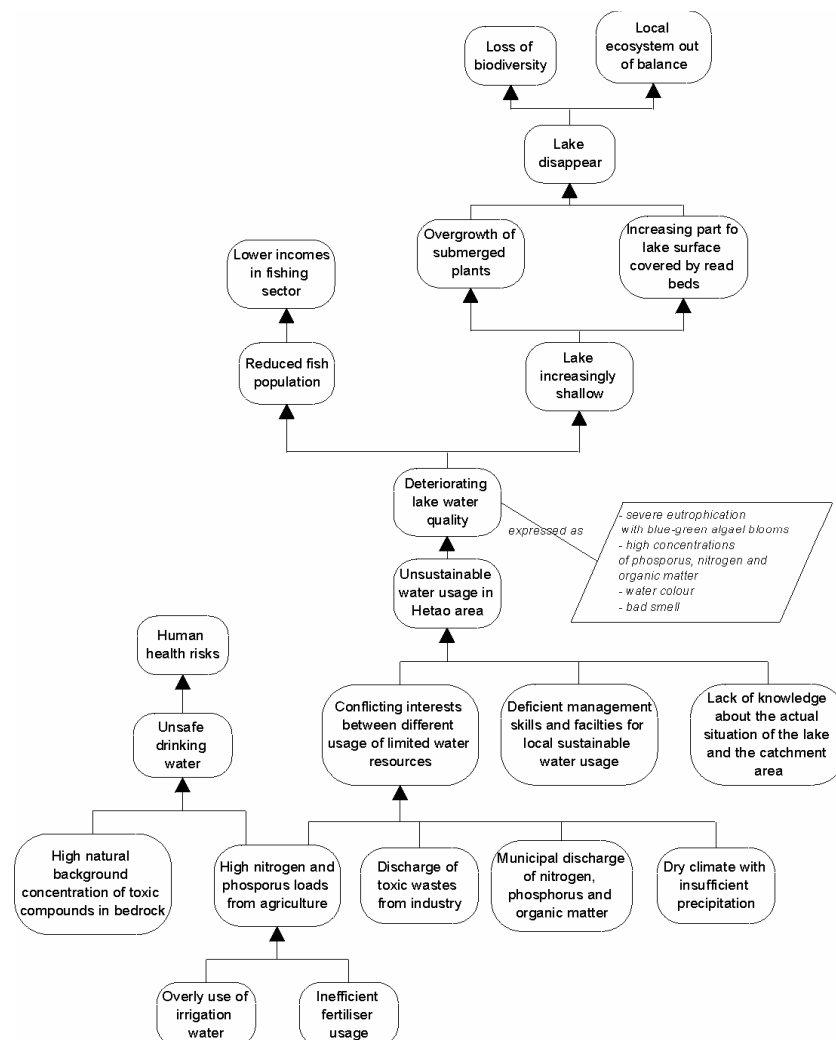 Loss of
biodiversity
Local
ecosystem out
of balance
Lake
disappear
Overgrowth of
submerged
plants
Increasing part fo
lake surface
covered by read
beds
Lower incomes
in fishing
sector
Reduced fish
population
Lake
increasingly
shallow
Deteriorating
lake water
quality
expressed as
- severe eutrophication
with blue-green algael blooms
- high concentrations
of phosporus, nitrogen and
organic matter
- water colour
- bad smell
Unsustainable
water usage in
Hetao area
Human
health risks
Unsafe
drinking
water
Conflicting interests
between different
usage of limited water
resources
Deficient management
skills and facilties for
local sustainable
water usage
Lack of knowledge
about the actual
situation of the lake
and the catchment
area
High natural
background
concentration of toxic
compounds in bedrock
High nitrogen and
phosporus loads
from agriculture
Discharge of
toxic wastes
from industry
Municipal discharge
of nitrogen,
phosphorus and
organic matter
Dry climate with
insufficient
precipitation
Overly use of
irrigation
water
Inefficient
fertiliser
usage